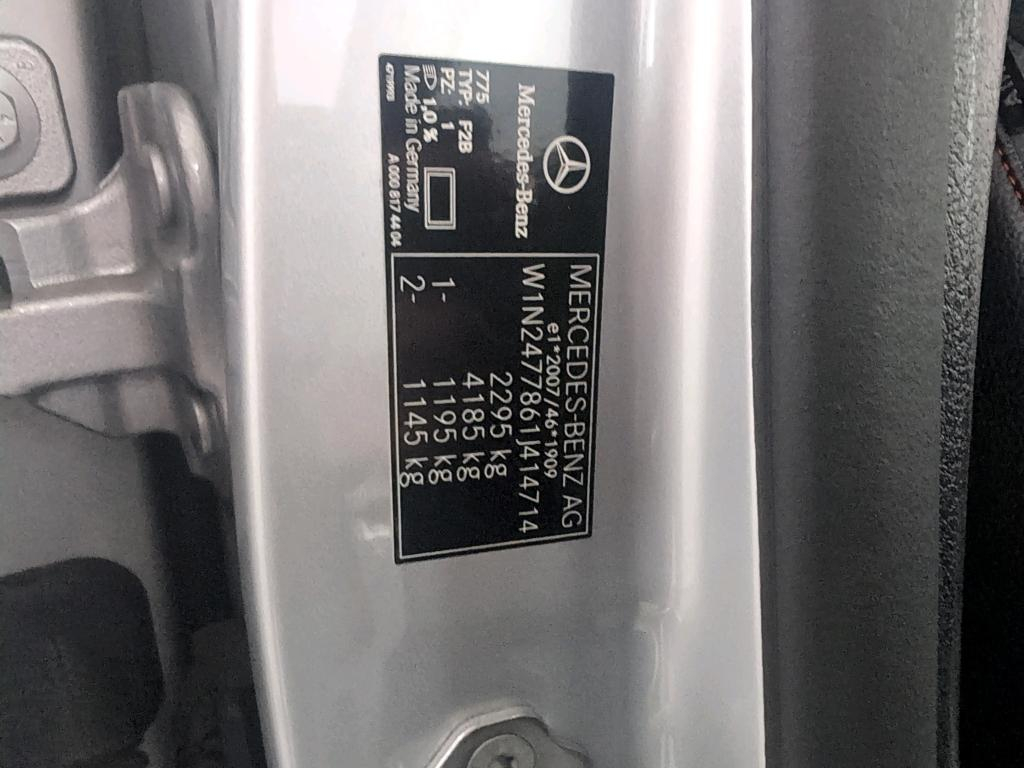 Mercedes-Benz
775
TYP- F2B
PZ- 1
1,0 %
Made in Germany
A 000 817 44 04
MERCEDES-BENZ AG
e1*2007/46*1909
W1N2477861J414714
2295 kg
4185 kg
1- 1195 kg
2- 1145 kg